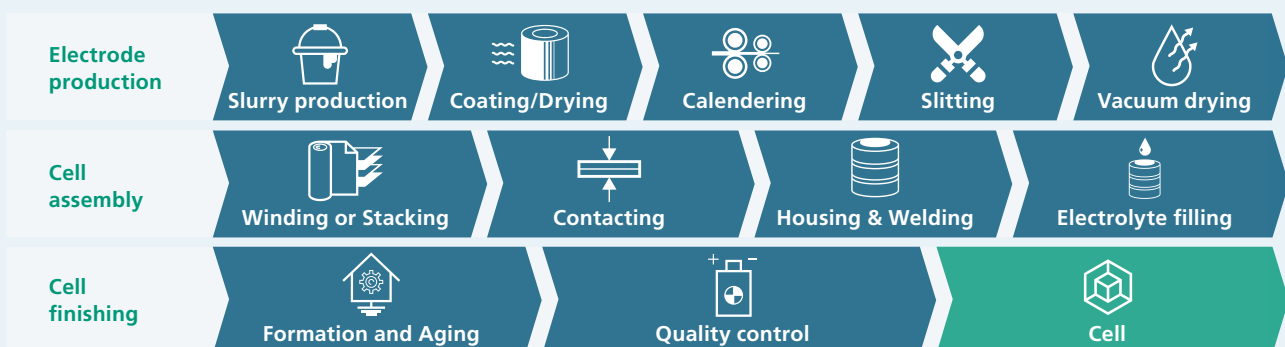 Electrode
production
Slurry production
Coating/Drying
Calendering
Slitting
Vacuum drying
Cell
assembly
Winding or Stacking
Contacting
Housing & Welding
Electrolyte filling
Cell
finishing
Formation and Aging
+ −
Quality control
Cell